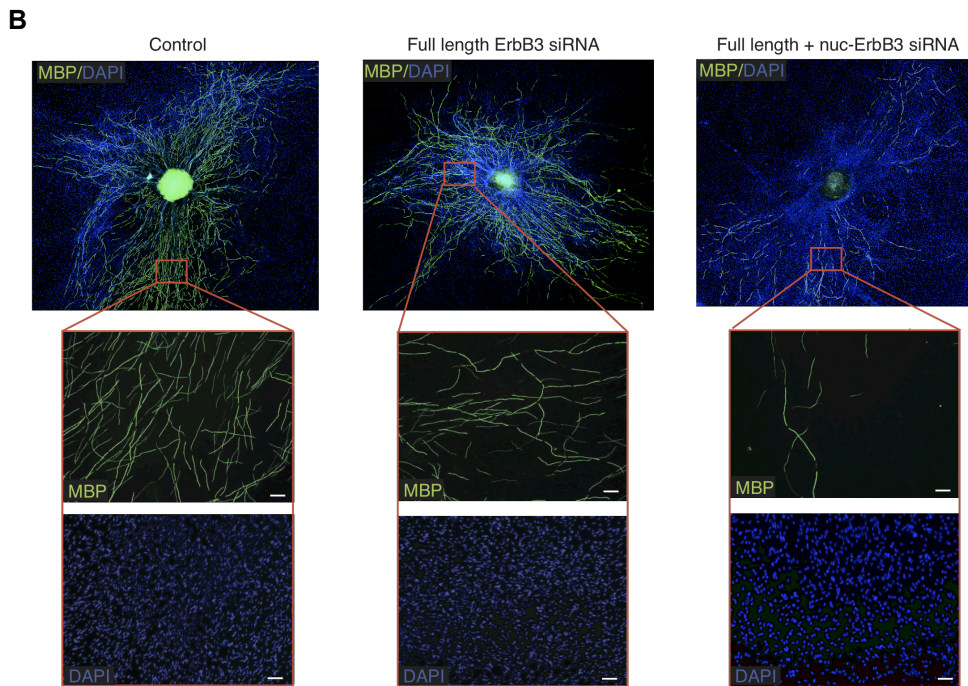 B
Control
Full length ErbB3 siRNA
Full length + nuc-ErbB3 siRNA
MBP/DAPI
MBP/DAPI
MBP/DAPI
MBP
MBP
MBP
DAPI
DAPI
DAPI